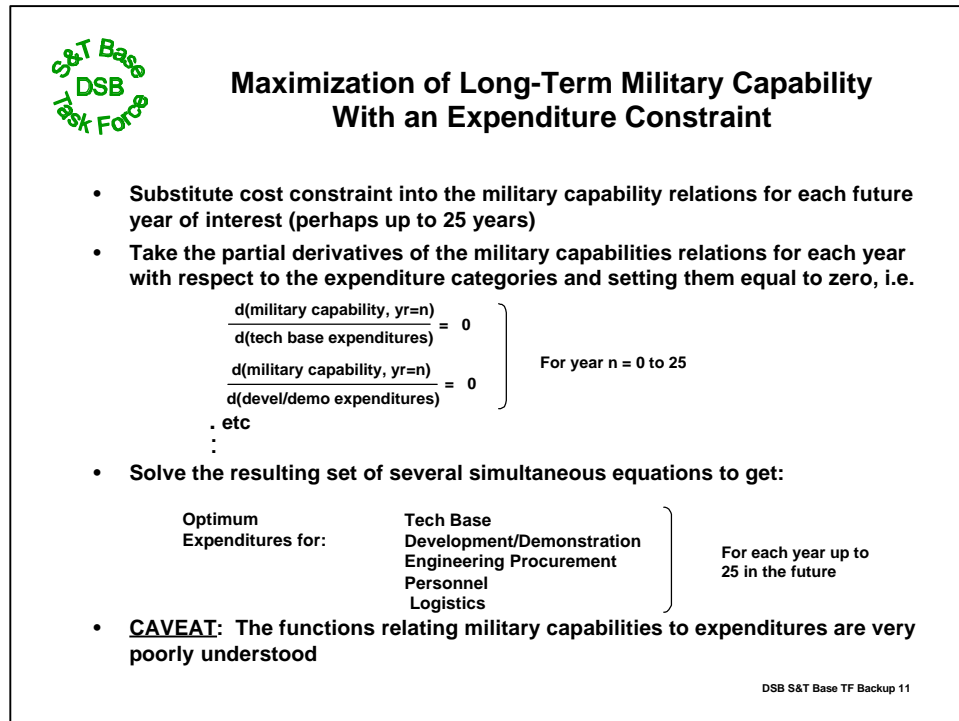 S&T Base
DSB
Task Force
Maximization of Long-Term Military Capability
With an Expenditure Constraint
• Substitute cost constraint into the military capability relations for each future
year of interest (perhaps up to 25 years)
• Take the partial derivatives of the military capabilities relations for each year
with respect to the expenditure categories and setting them equal to zero, i.e.
d(military capability, yr=n)
d(tech base expenditures)
= 0
d(military capability, yr=n)
d(devel/demo expenditures)
= 0
For year n = 0 to 25
. etc
:
• Solve the resulting set of several simultaneous equations to get:
Optimum
Expenditures for:
Tech Base
Development/Demonstration
Engineering Procurement
Personnel
Logistics
For each year up to
25 in the future
• CAVEAT: The functions relating military capabilities to expenditures are very
poorly understood
DSB S&T Base TF Backup 11